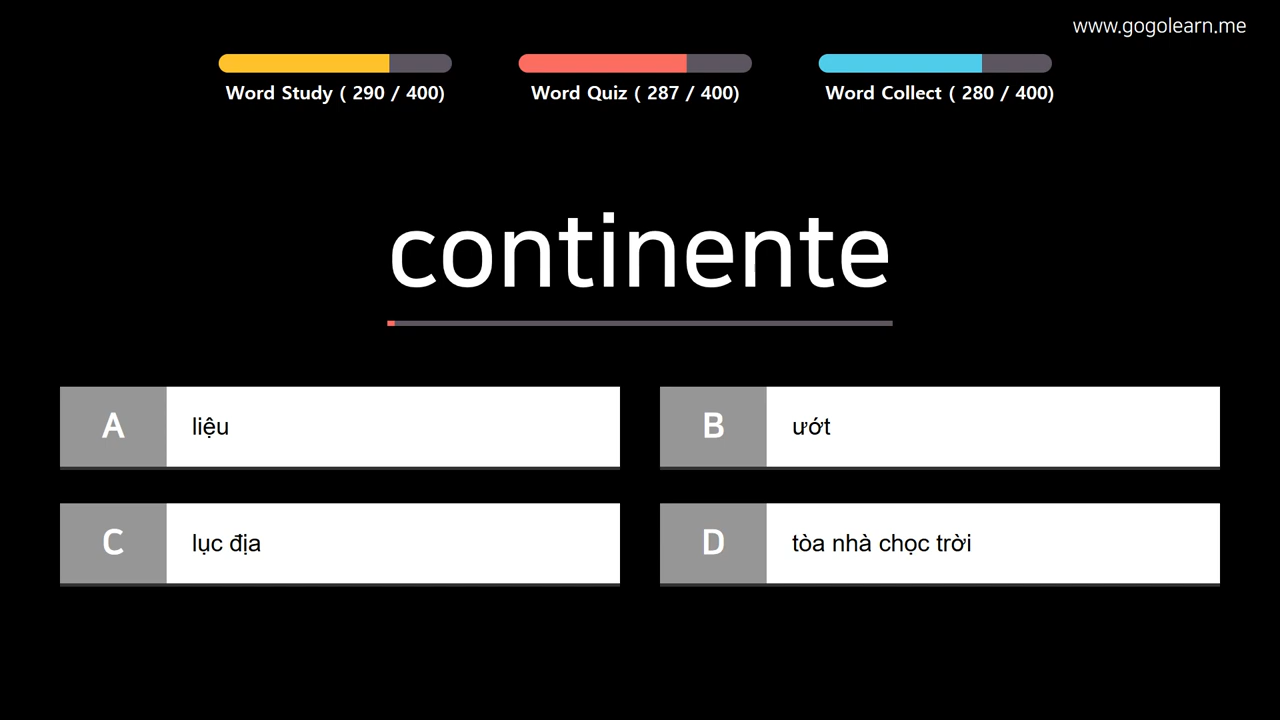 www.gogolearn.me
Word Study ( 290 / 400)
Word Quiz ( 287 / 400)
Word Collect ( 280 / 400)
continente
A
liệu
B
ướt
C
lục địa
D
tòa nhà chọc trời